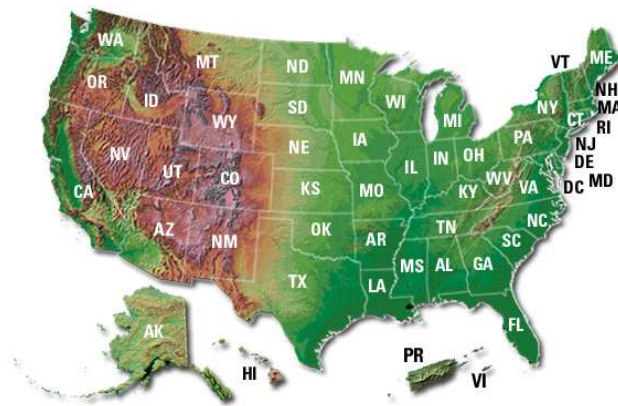 WA
MT
ND
MN
VT
ME
OR
ID
SD
WI
NY
NH
MA
WY
MI
CT
RI
NV
NE
IA
PA
NJ
UT
CO
IL
IN
OH
DE
CA
KS
MO
KY
WV
VA
DC
MD
AZ
NM
OK
AR
TN
NC
SC
TX
LA
MS
AL
GA
FL
AK
HI
PR
VI